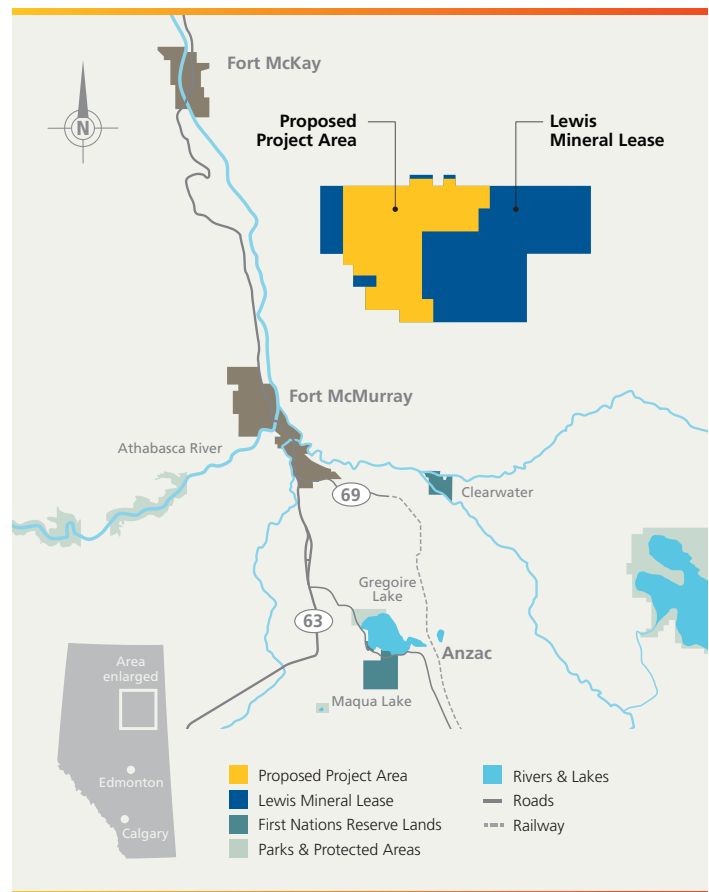 Fort McKay
N
Proposed
Project Area
Lewis
Mineral Lease
Fort McMurray
Athabasca River
69
Clearwater
Gregoire
Lake
63
Anzac
Maqua Lake
Area
enlarged
Edmonton
Calgary
Proposed Project Area
Lewis Mineral Lease
First Nations Reserve Lands
Parks & Protected Areas
Rivers & Lakes
Roads
Railway